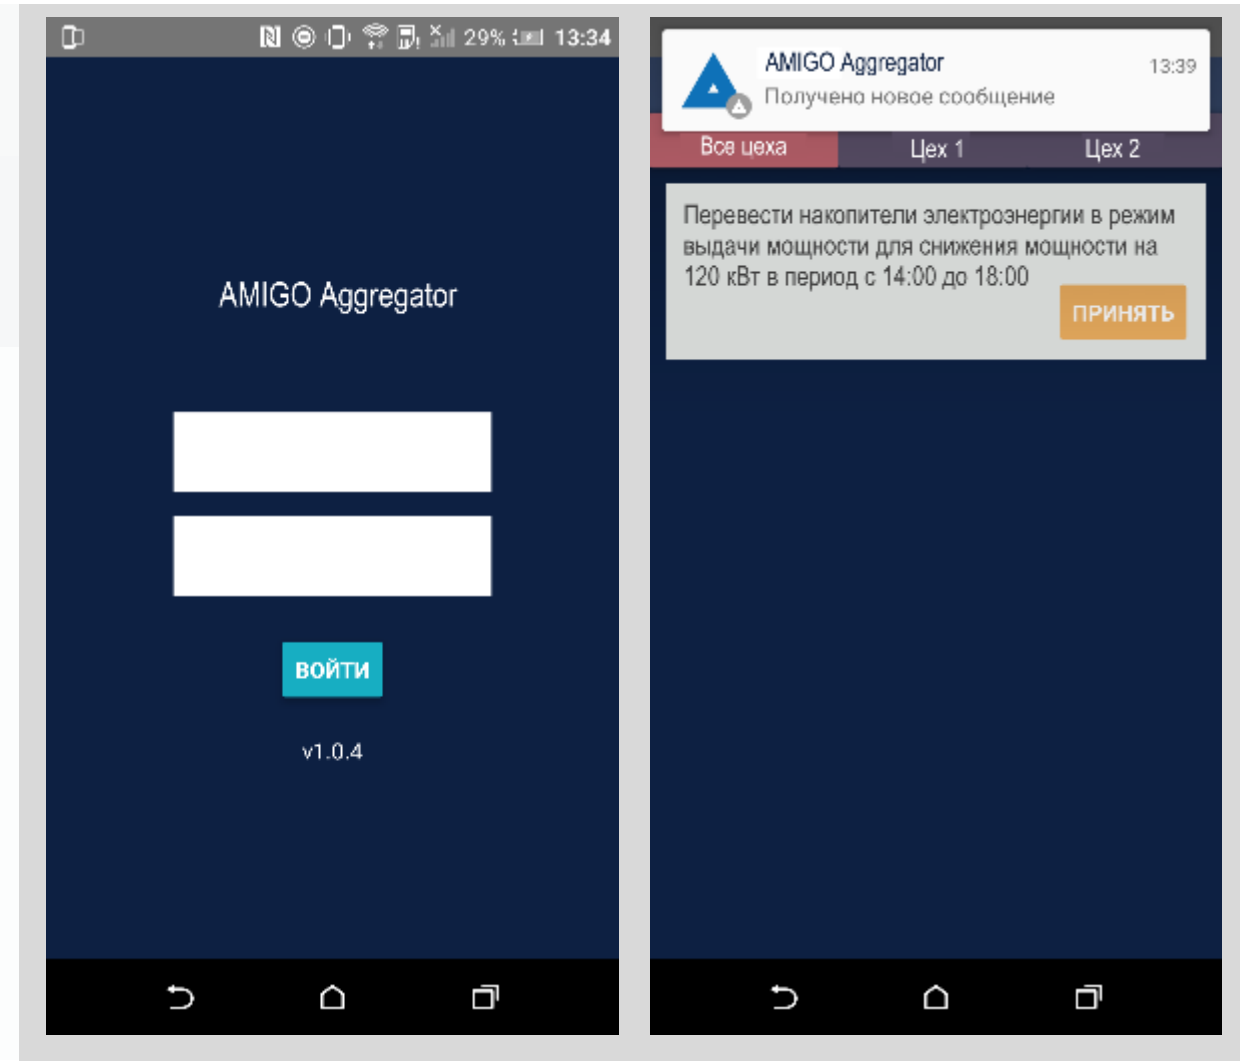 29% 13:34
AMIGO Aggregator
ВОЙТИ
v1.0.4
AMIGO Aggregator 13:39
Получено новое сообщение
Все цеха Цех 1 Цех 2
Перевести накопители электроэнергии в режим
выдачи мощности для снижения мощности на
120 кВт в период с 14:00 до 18:00
ПРИНЯТЬ